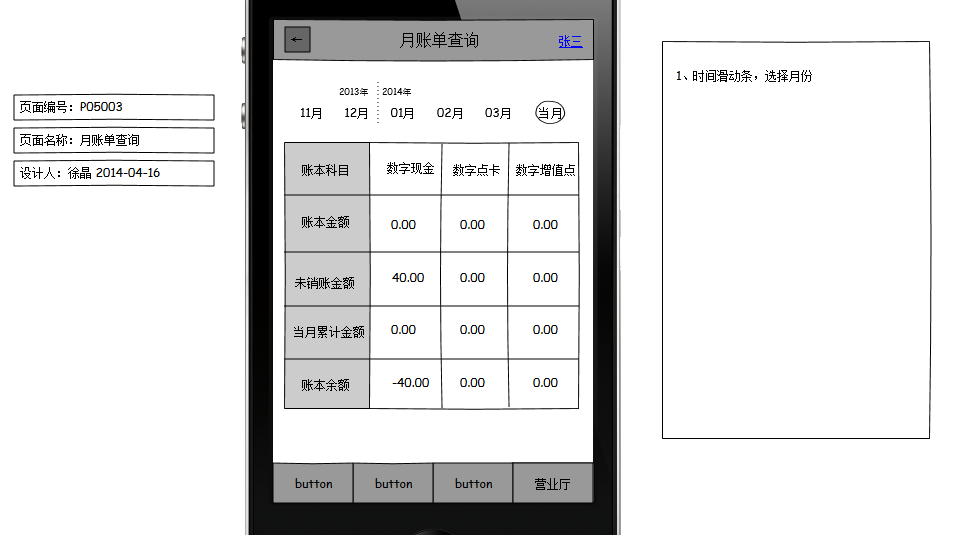 页面编号：P05003
页面名称：月账单查询
设计人：徐晶 2014-04-16
← 月账单查询 张三
2013年 2014年
11月 12月 01月 02月 03月 当月
账本科目 数字现金 数字点卡 数字增值点
账本金额 0.00 0.00 0.00
未销账金额 40.00 0.00 0.00
当月累计金额 0.00 0.00 0.00
账本余额 -40.00 0.00 0.00
button button button 营业厅
1、时间滑动条，选择月份